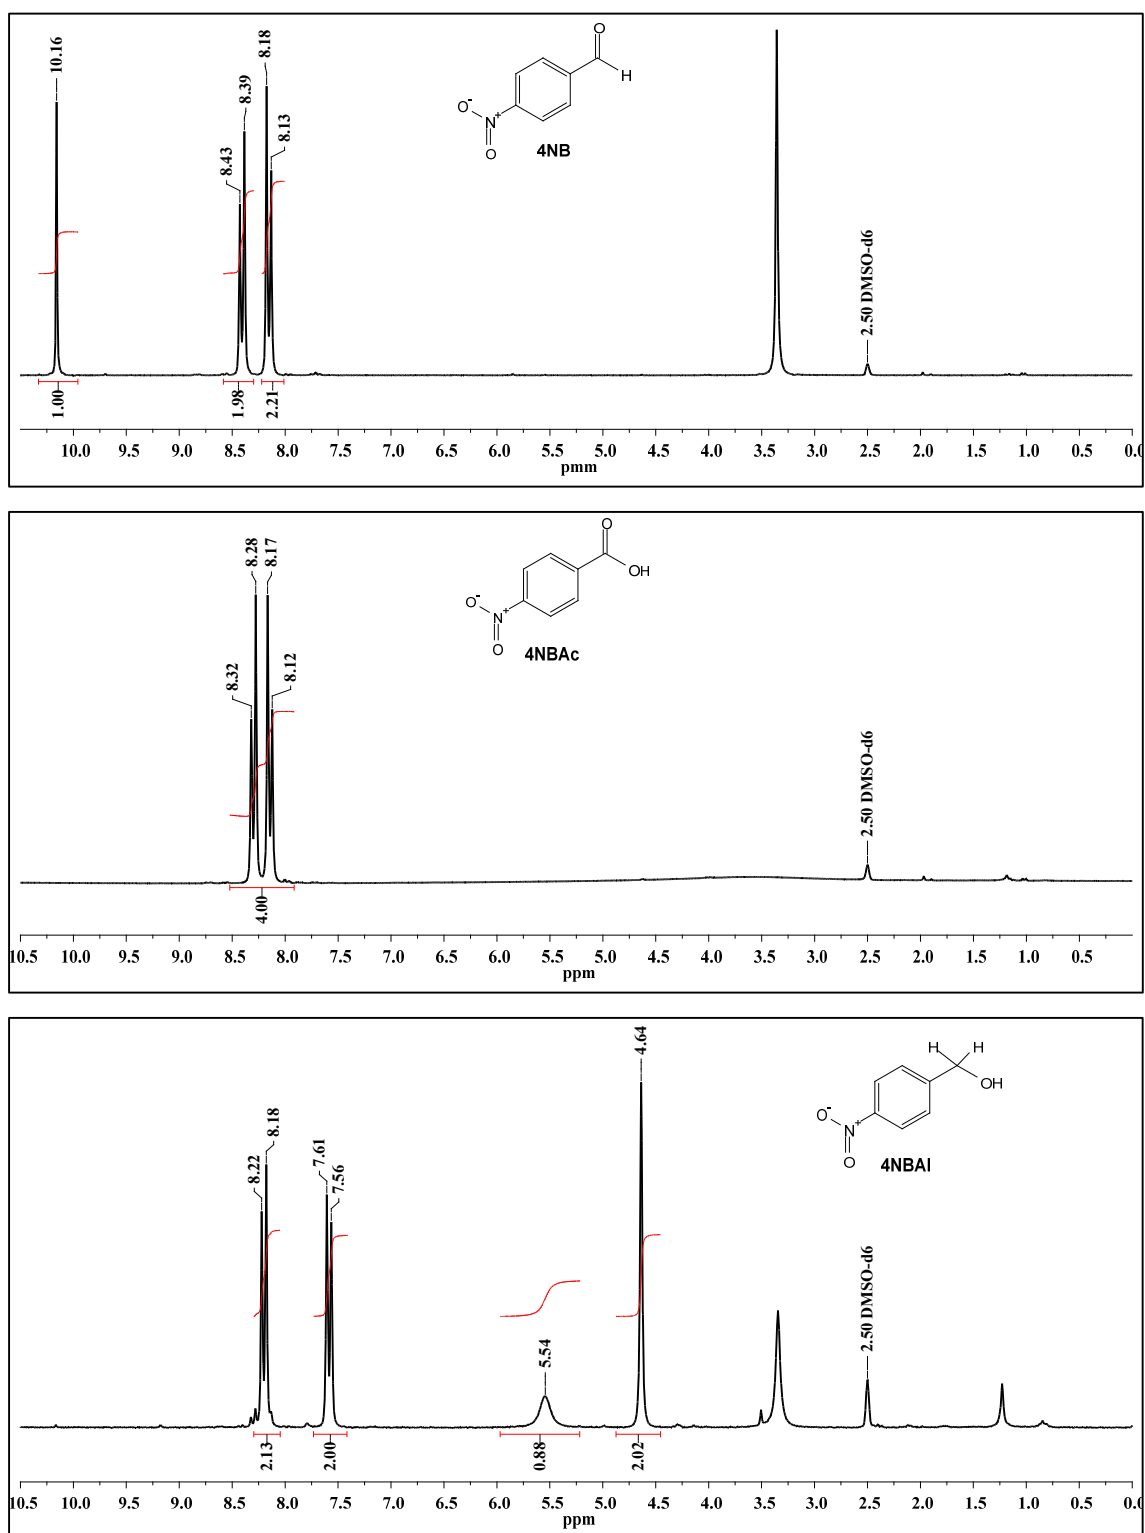 10.16
8.43
8.39
8.18
8.13
O
H
O-
N+
O
4NB
2.50 DMSO-d6
1.00
1.98
2.21
10.0 9.5 9.0 8.5 8.0 7.5 7.0 6.5 6.0 5.5 5.0 4.5 4.0 3.5 3.0 2.5 2.0 1.5 1.0 0.5 0.0
pmm
8.32
8.28
8.17
8.12
O
OH
O-
N+
O
4NBAc
2.50 DMSO-d6
4.00
10.5 10.0 9.5 9.0 8.5 8.0 7.5 7.0 6.5 6.0 5.5 5.0 4.5 4.0 3.5 3.0 2.5 2.0 1.5 1.0 0.5
ppm
8.22
8.18
7.61
7.56
5.54
4.64
H H
OH
O-
N+
O
4NBAl
2.50 DMSO-d6
2.13
2.00
0.88
2.02
10.5 10.0 9.5 9.0 8.5 8.0 7.5 7.0 6.5 6.0 5.5 5.0 4.5 4.0 3.5 3.0 2.5 2.0 1.5 1.0 0.5 0.0
ppm